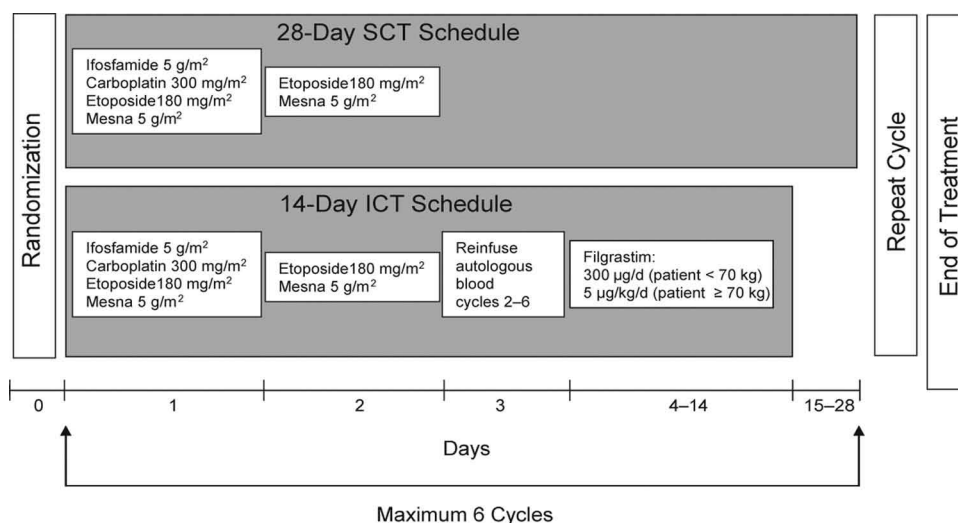 Randomization
28-Day SCT Schedule
Ifosfamide 5 g/m²
Carboplatin 300 mg/m²
Etoposide180 mg/m²
Mesna 5 g/m²
Etoposide180 mg/m²
Mesna 5 g/m²
14-Day ICT Schedule
Ifosfamide 5 g/m²
Carboplatin 300 mg/m²
Etoposide180 mg/m²
Mesna 5 g/m²
Etoposide180 mg/m²
Mesna 5 g/m²
Reinfuse
autologous
blood
cycles 2–6
Filgrastim:
300 µg/d (patient < 70 kg)
5 µg/kg/d (patient ≥ 70 kg)
Repeat Cycle
End of Treatment
0 1 2 3 4–14 15–28
Days
Maximum 6 Cycles